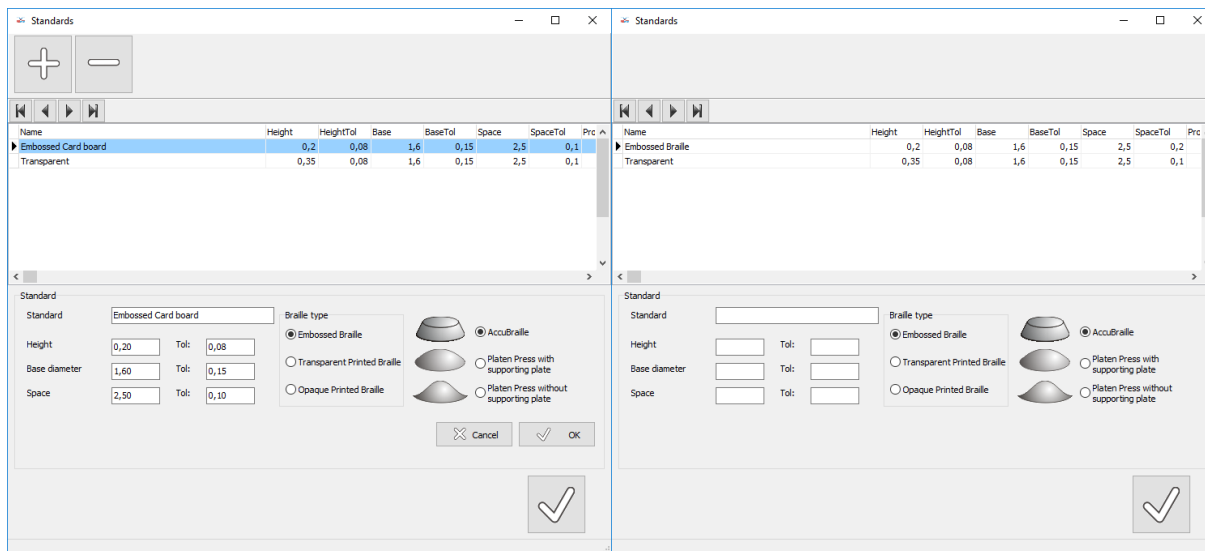 Standards
Name Height HeightTol Base BaseTol Space SpaceTol Pro
Embossed Card board 0,2 0,08 1,6 0,15 2,5 0,1
Transparent 0,35 0,08 1,6 0,15 2,5 0,1
Standard
Standard Embossed Card board
Braille type
Embossed Braille
AccuBraille
Height 0,20 Tol: 0,08
Transparent Printed Braille
Platen Press with
supporting plate
Base diameter 1,60 Tol: 0,15
Space 2,50 Tol: 0,10
Opaque Printed Braille
Platen Press without
supporting plate
Cancel OK
Standards
Name Height HeightTol Base BaseTol Space SpaceTol Prc
Embossed Braille 0,2 0,08 1,6 0,15 2,5 0,2
Transparent 0,35 0,08 1,6 0,15 2,5 0,1
Standard
Standard
Braille type
Embossed Braille
AccuBraille
Height Tol:
Transparent Printed Braille
Platen Press with
supporting plate
Base diameter Tol:
Space Tol:
Opaque Printed Braille
Platen Press without
supporting plate